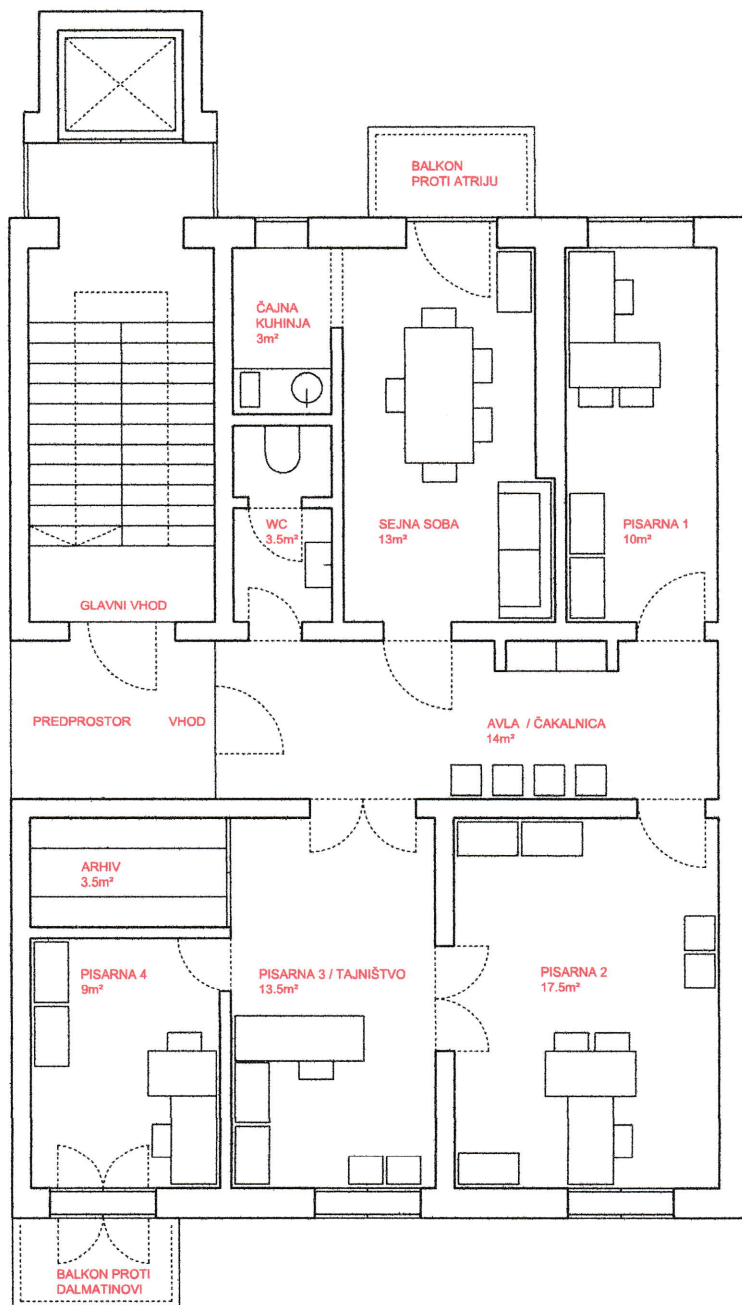 BALKON
PROTI ATRIJU
ČAJNA
KUHINJA
3m²
WC
3.5m²
SEJNA SOBA
13m²
PISARNA 1
10m²
GLAVNI VHOD
PREDPROSTOR
VHOD
AVLA / ČAKALNICA
14m²
ARHIV
3.5m²
PISARNA 4
9m²
PISARNA 3 / TAJNIŠTVO
13.5m²
PISARNA 2
17.5m²
BALKON PROTI
DALMATINOVI